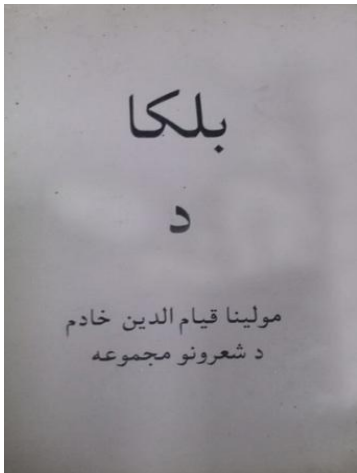 بلکا
د
مولینا قیام الدین خادم
د شعرونو مجموعه